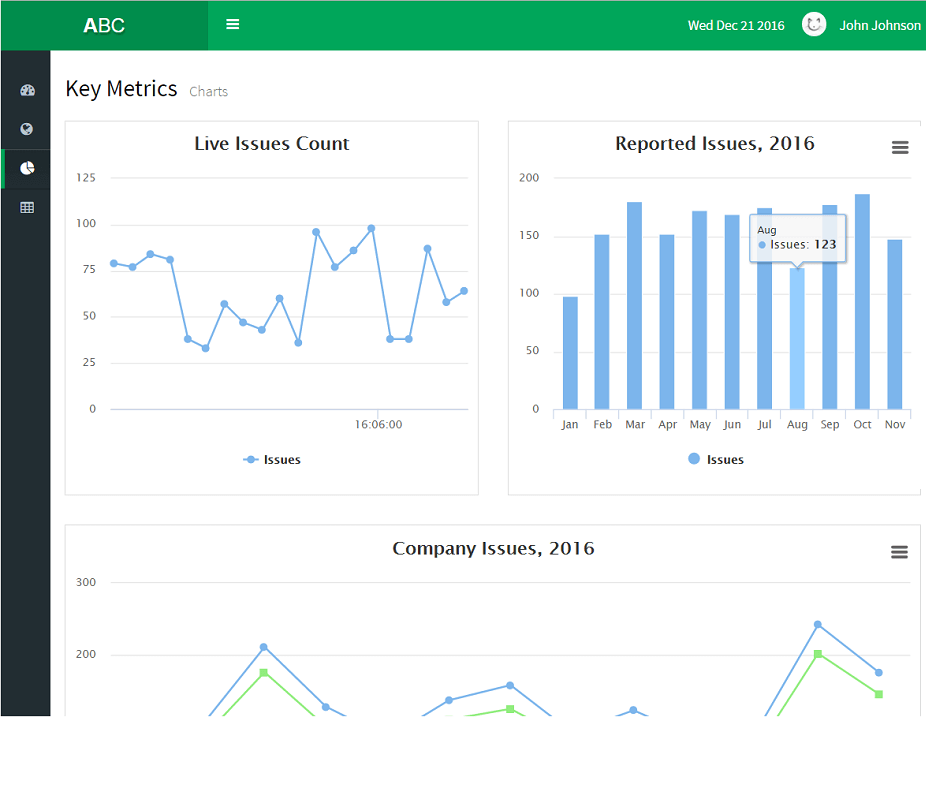 ABC
Wed Dec 21 2016 John Johnson
Key Metrics Charts
Live Issues Count
125
100
75
50
25
0
16:06:00
Issues
Reported Issues, 2016
200
150
100
50
0
Aug
Issues: 123
Jan Feb Mar Apr May Jun Jul Aug Sep Oct Nov
Issues
Company Issues, 2016
300
200